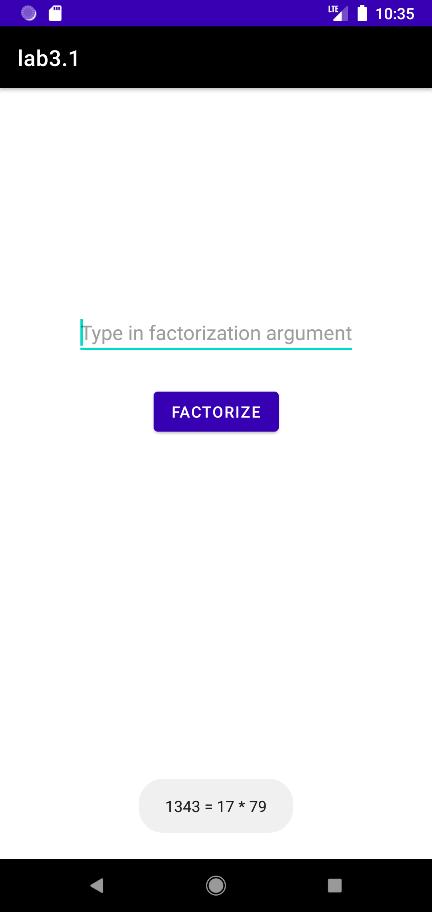 LTE 10:35
lab3.1
Type in factorization argument
FACTORIZE
1343 = 17 * 79